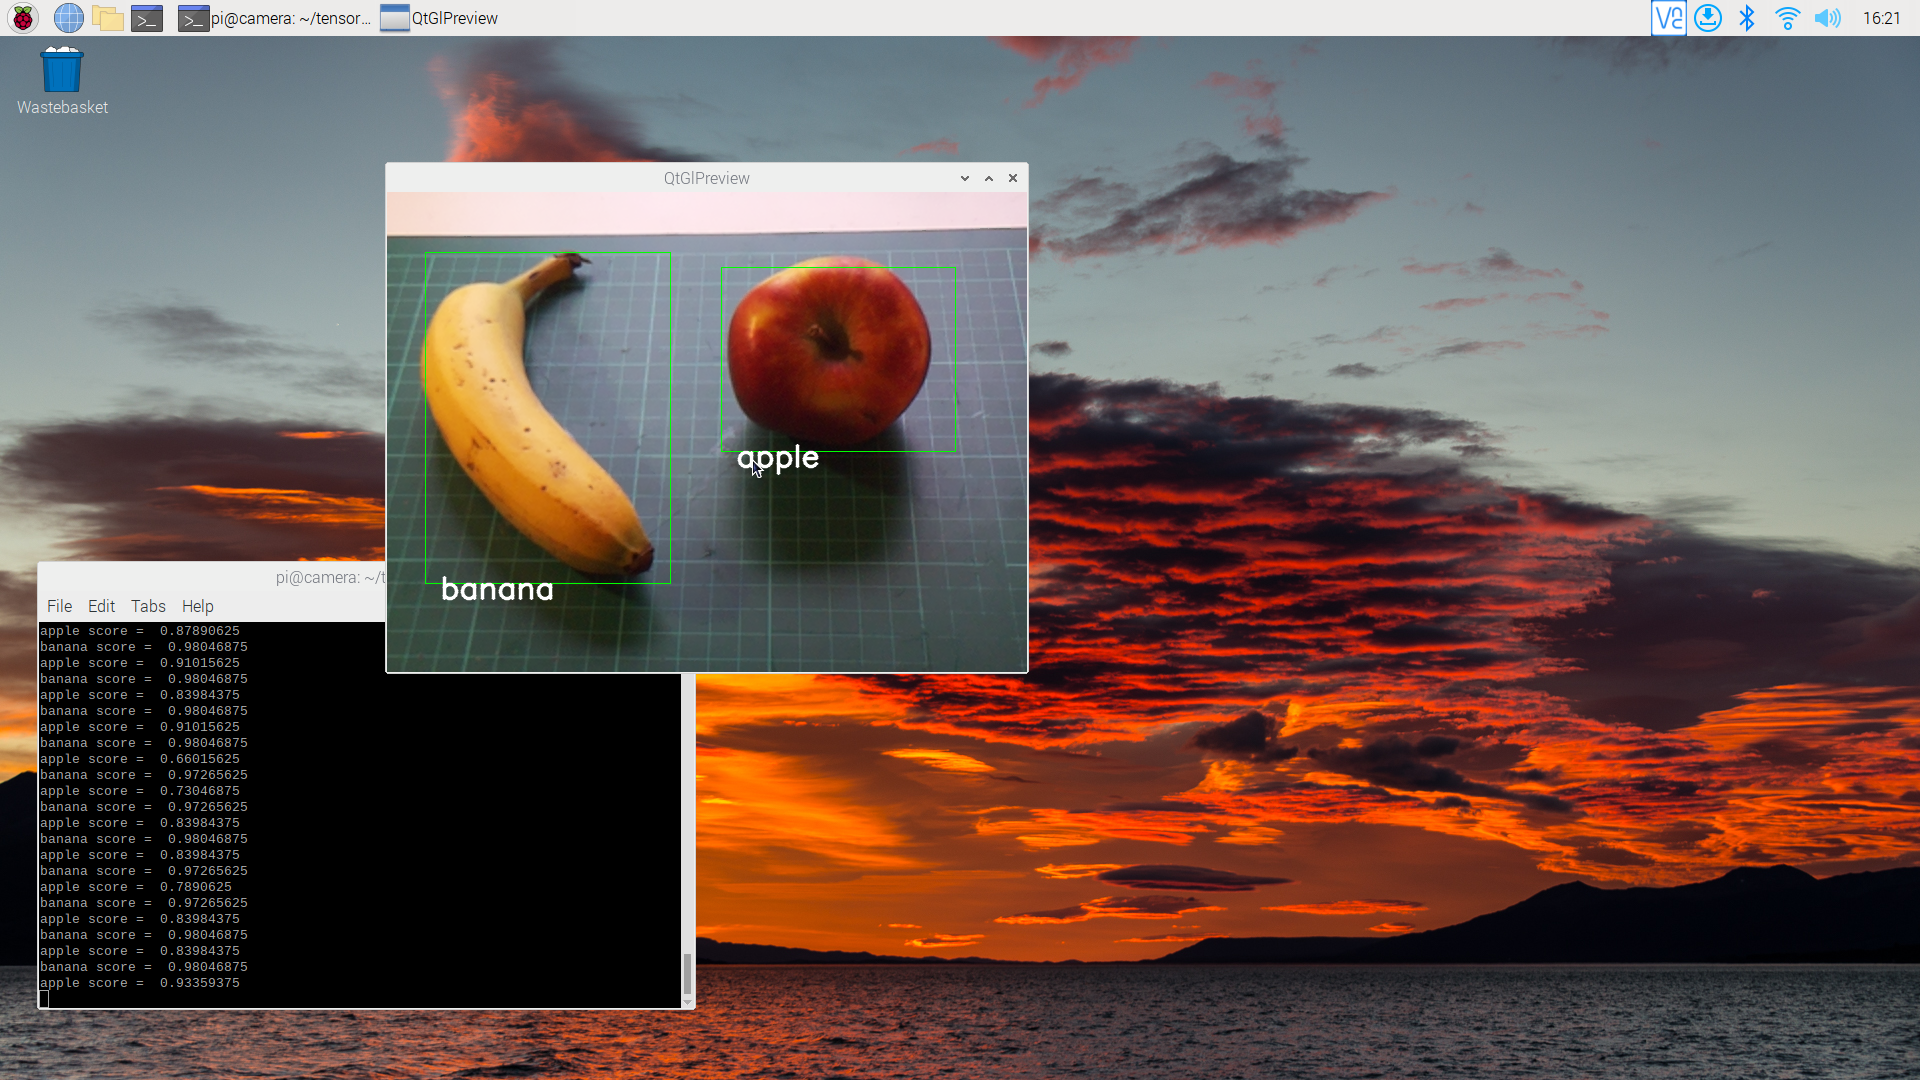 pi@camera: ~/tensor...
QtGlPreview
VNC
16:21
Wastebasket
QtGlPreview
apple
banana
pi@camera: ~/t
File Edit Tabs Help
apple score =  0.87890625
banana score =  0.98046875
apple score =  0.91015625
banana score =  0.98046875
apple score =  0.83984375
banana score =  0.98046875
apple score =  0.91015625
banana score =  0.98046875
apple score =  0.66015625
banana score =  0.97265625
apple score =  0.73046875
banana score =  0.97265625
apple score =  0.83984375
banana score =  0.98046875
apple score =  0.83984375
banana score =  0.97265625
apple score =  0.7890625
banana score =  0.97265625
apple score =  0.83984375
banana score =  0.98046875
apple score =  0.83984375
banana score =  0.98046875
apple score =  0.93359375